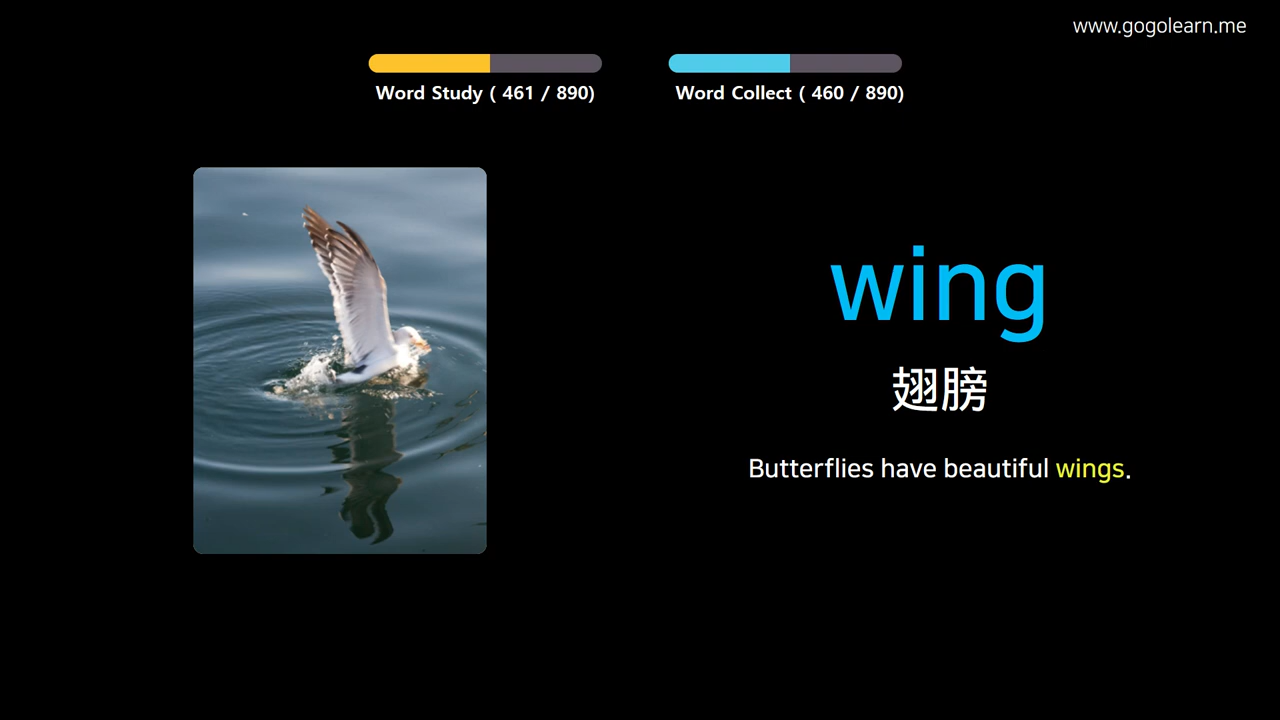 www.gogolearn.me
Word Study ( 461 / 890)
Word Collect ( 460 / 890)
wing
翅膀
Butterflies have beautiful wings.